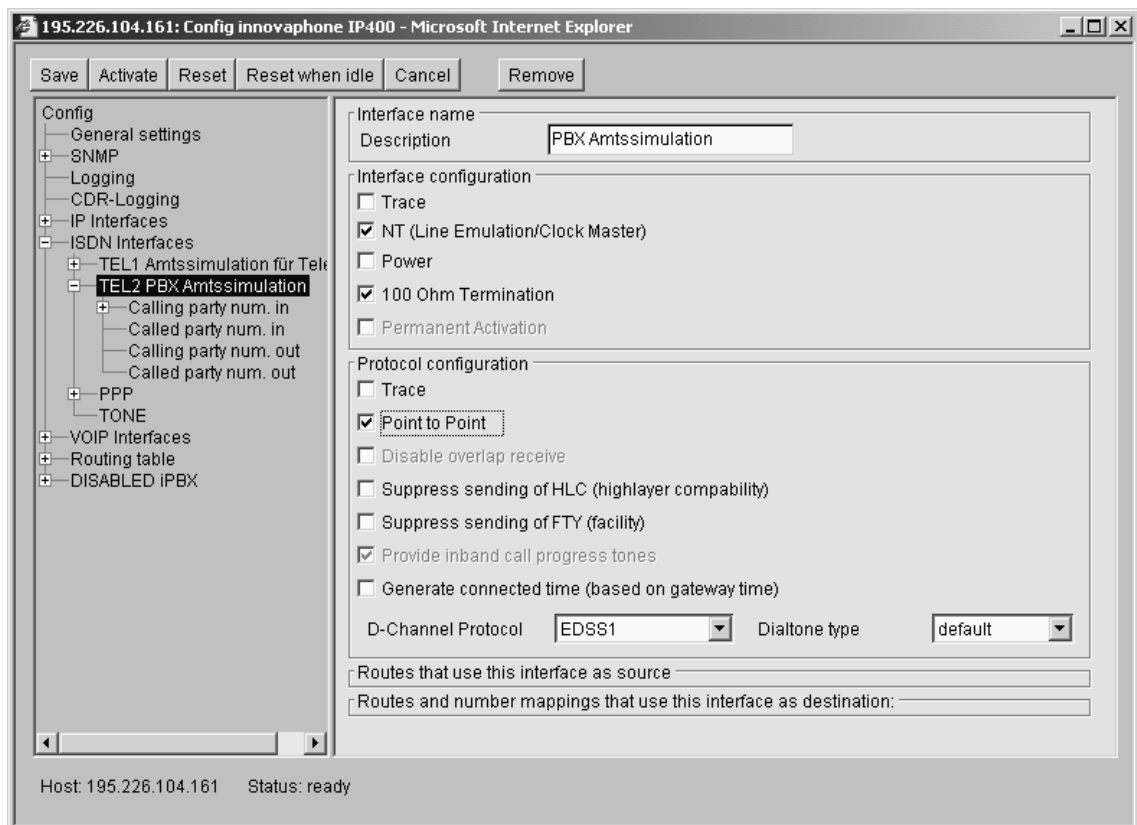 195.226.104.161: Config innovaphone IP400 - Microsoft Internet Explorer
Save Activate Reset Reset when idle Cancel Remove
Config
General settings
SNMP
Logging
CDR-Logging
IP Interfaces
ISDN Interfaces
TEL1 Amtssimulation für Tele
TEL2 PBX Amtssimulation
Calling party num. in
Called party num. in
Calling party num. out
Called party num. out
PPP
TONE
VOIP Interfaces
Routing table
DISABLED iPBX
Interface name
Description PBX Amtssimulation
Interface configuration
Trace
NT (Line Emulation/Clock Master)
Power
100 Ohm Termination
Permanent Activation
Protocol configuration
Trace
Point to Point
Disable overlap receive
Suppress sending of HLC (highlayer compability)
Suppress sending of FTY (facility)
Provide inband call progress tones
Generate connected time (based on gateway time)
D-Channel Protocol EDSS1 Dialtone type default
Routes that use this interface as source
Routes and number mappings that use this interface as destination:
Host: 195.226.104.161 Status: ready